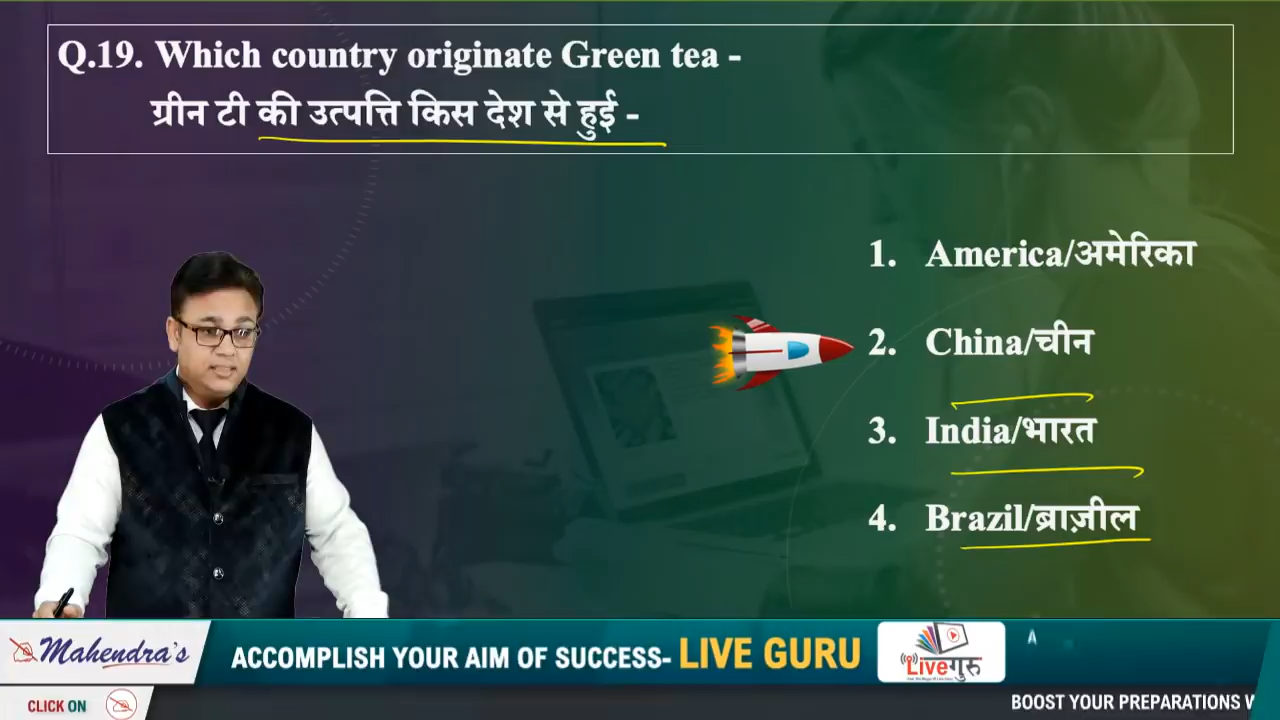 Q.19. Which country originate Green tea -
ग्रीन टी की उत्पत्ति किस देश से हुई -
1. America/अमेरिका
2. China/चीन
3. India/भारत
4. Brazil/ब्राज़ील
Mahendra's
ACCOMPLISH YOUR AIM OF SUCCESS- LIVE GURU
Liveगुरु
A
CLICK ON
BOOST YOUR PREPARATIONS W